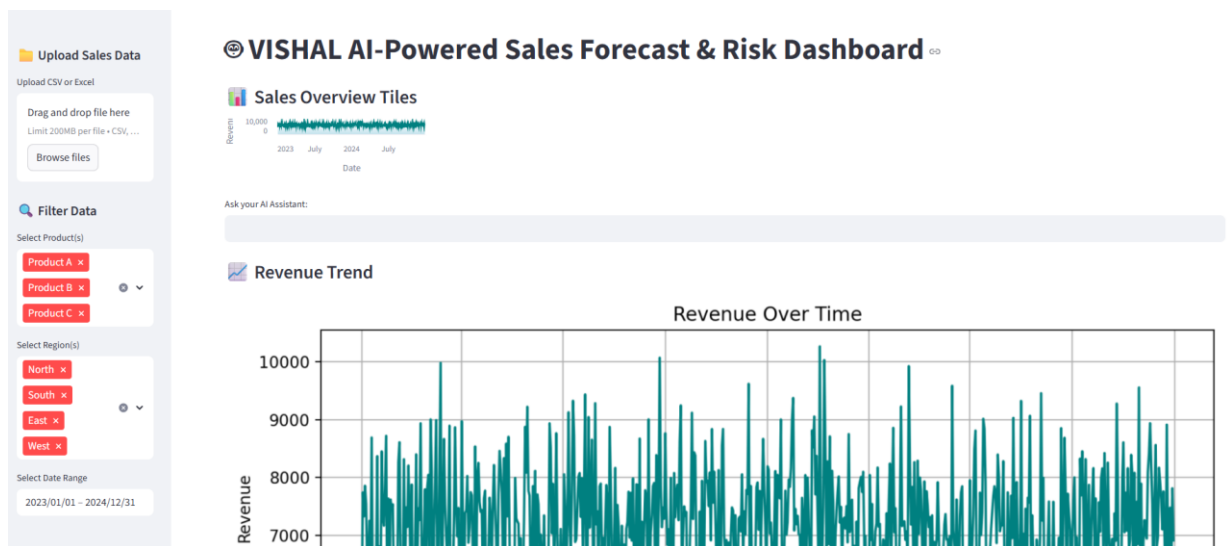 Upload Sales Data
Upload CSV or Excel
Drag and drop file here
Limit 200MB per file • CSV, ...
Browse files
Filter Data
Select Product(s)
Product A ×
Product B ×
Product C ×
Select Region(s)
North ×
South ×
East ×
West ×
Select Date Range
2023/01/01 – 2024/12/31
VISHAL AI-Powered Sales Forecast & Risk Dashboard
Sales Overview Tiles
Reveni
10,000
0
2023 July 2024 July
Date
Ask your AI Assistant:
Revenue Trend
Revenue Over Time
10000
9000
8000
7000
Revenue